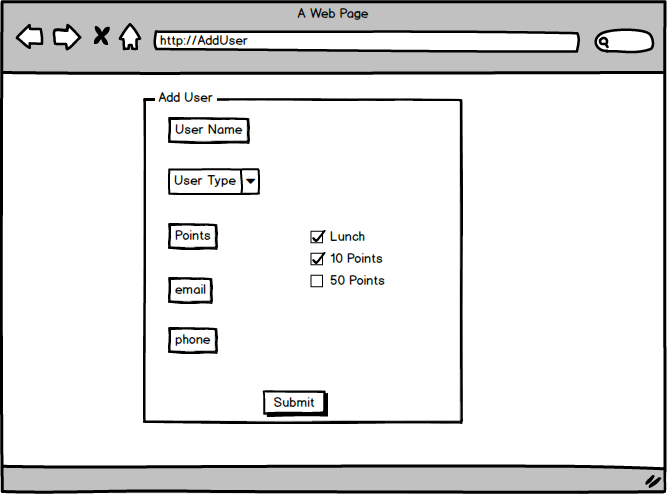 A Web Page
http://AddUser
Add User
User Name
User Type
Points
Lunch
10 Points
50 Points
email
phone
Submit